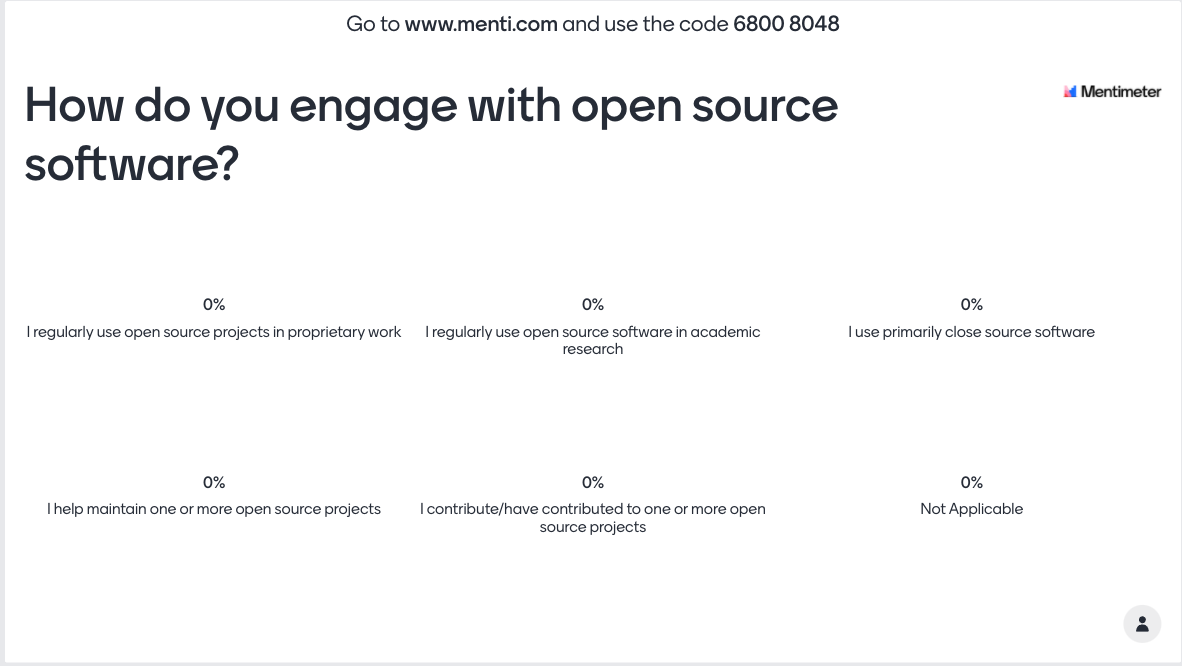 Go to www.menti.com and use the code 6800 8048
How do you engage with open source
software?
Mentimeter
0%
I regularly use open source projects in proprietary work
0%
I regularly use open source software in academic
research
0%
I use primarily close source software
0%
I help maintain one or more open source projects
0%
I contribute/have contributed to one or more open
source projects
0%
Not Applicable